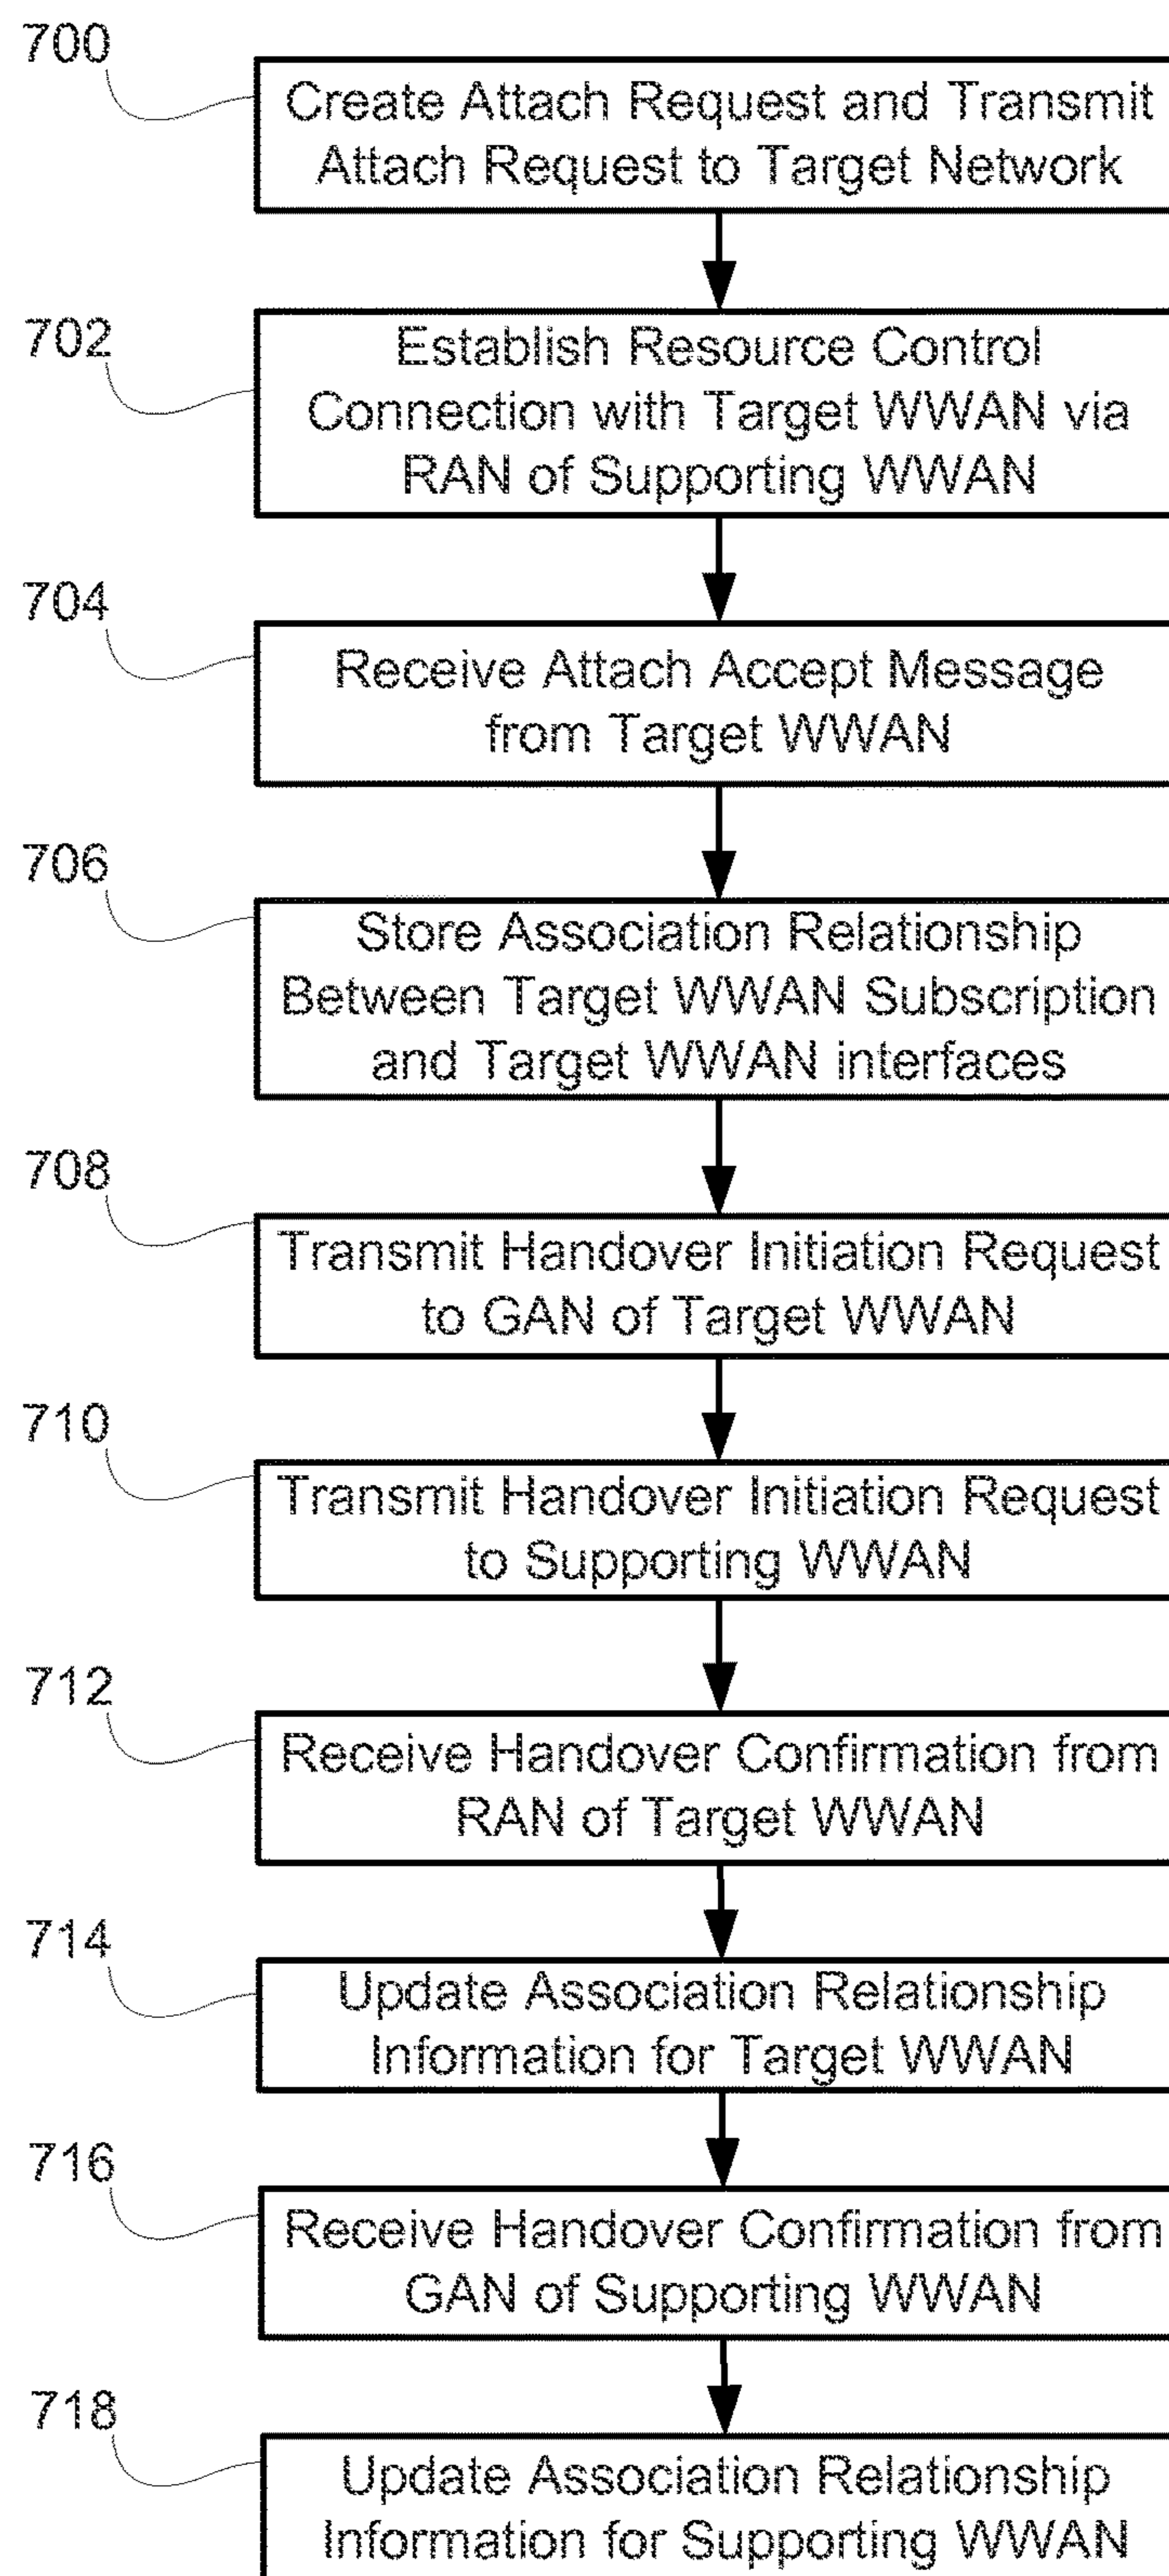 700
Create Attach Request and Transmit
Attach Request to Target Network
702
Establish Resource Control
Connection with Target WWAN via
RAN of Supporting WWAN
704
Receive Attach Accept Message
from Target WWAN
706
Store Association Relationship
Between Target WWAN Subscription
and Target WWAN interfaces
708
Transmit Handover Initiation Request
to GAN of Target WWAN
710
Transmit Handover Initiation Request
to Supporting WWAN
712
Receive Handover Confirmation from
RAN of Target WWAN
714
Update Association Relationship
Information for Target WWAN
716
Receive Handover Confirmation from
GAN of Supporting WWAN
718
Update Association Relationship
Information for Supporting WWAN